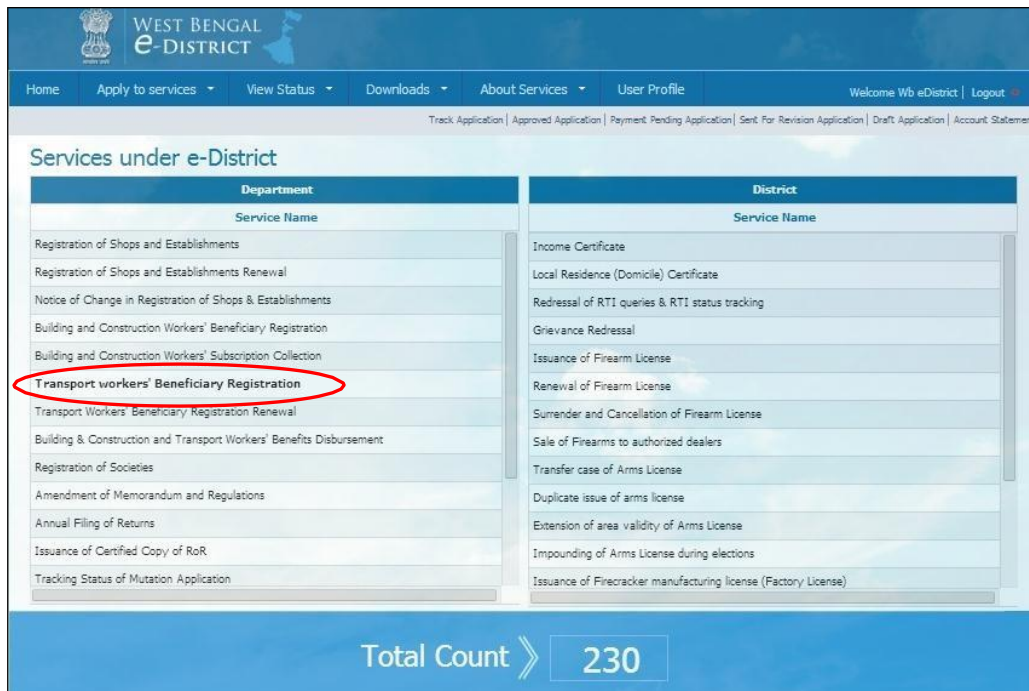 WEST BENGAL
e-DISTRICT
Home Apply to services View Status Downloads About Services User Profile Welcome Wb eDistrict | Logout
Track Application | Approved Application | Payment Pending Application | Sent For Revision Application | Draft Application | Account Statemen
Services under e-District
Department
Service Name
Registration of Shops and Establishments
Registration of Shops and Establishments Renewal
Notice of Change in Registration of Shops & Establishments
Building and Construction Workers' Beneficiary Registration
Building and Construction Workers' Subscription Collection
Transport workers' Beneficiary Registration
Transport Workers' Beneficiary Registration Renewal
Building & Construction and Transport Workers' Benefits Disbursement
Registration of Societies
Amendment of Memorandum and Regulations
Annual Filing of Returns
Issuance of Certified Copy of RoR
Tracking Status of Mutation Application
District
Service Name
Income Certificate
Local Residence (Domicile) Certificate
Redressal of RTI queries & RTI status tracking
Grievance Redressal
Issuance of Firearm License
Renewal of Firearm License
Surrender and Cancellation of Firearm License
Sale of Firearms to authorized dealers
Transfer case of Arms License
Duplicate issue of arms license
Extension of area validity of Arms License
Impounding of Arms License during elections
Issuance of Firecracker manufacturing license (Factory License)
Total Count 230